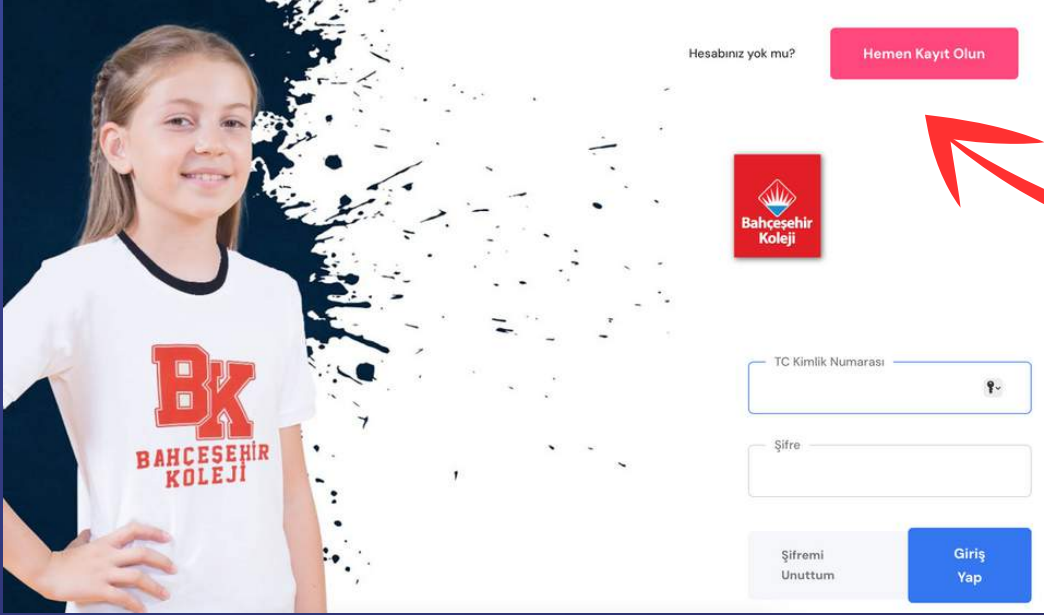 Hesabınız yok mu?
Hemen Kayıt Olun
Bahçeşehir
Koleji
TC Kimlik Numarası
Şifre
Şifremi
Unuttum
Giriş
Yap
BK
BAHÇEŞEHİR
KOLEJİ